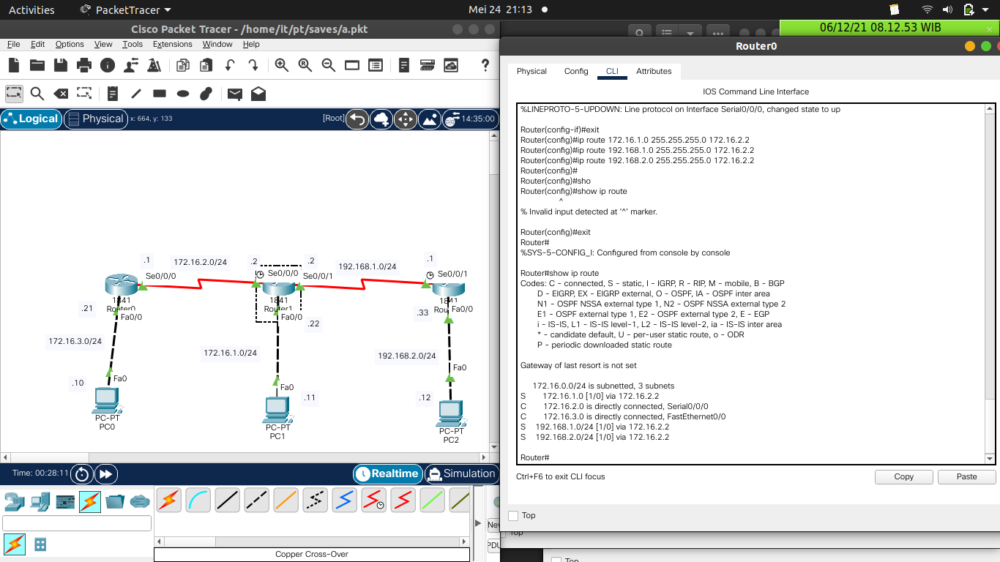 Activities
PacketTracer
Mei 24 21:13
Cisco Packet Tracer - /home/it/pt/saves/a.pkt
06/12/21 08.12.53 WIB
File Edit Options View Tools Extensions Window Help
Logical
Physical
x: 664, y: 133
[Root]
14:35:00
.1
172.16.2.0/24
.2
.2
192.168.1.0/24
.1
Se0/0/0
Se0/0/0
Se0/0/1
Se0/0/1
1841
Router0
Fa0/0
1841
Router1
Fa0/0
1841
Rou
Fa0/0
.21
.22
.33
172.16.3.0/24
172.16.1.0/24
192.168.2.0/24
.10
Fa0
.11
Fa0
.12
Fa0
PC-PT
PC0
PC-PT
PC1
PC-PT
PC2
Time: 00:28:11
Realtime
Simulation
Copper Cross-Over
Nev
PDU
Router0
Physical Config CLI Attributes
IOS Command Line Interface
%LINEPROTO-5-UPDOWN: Line protocol on Interface Serial0/0/0, changed state to up
Router(config-if)#exit
Router(config)#ip route 172.16.1.0 255.255.255.0 172.16.2.2
Router(config)#ip route 192.168.1.0 255.255.255.0 172.16.2.2
Router(config)#ip route 192.168.2.0 255.255.255.0 172.16.2.2
Router(config)#
Router(config)#sho
Router(config)#show ip route
^
% Invalid input detected at '^' marker.
Router(config)#exit
Router#
%SYS-5-CONFIG_I: Configured from console by console
Router#show ip route
Codes: C - connected, S - static, I - IGRP, R - RIP, M - mobile, B - BGP
D - EIGRP, EX - EIGRP external, O - OSPF, IA - OSPF inter area
N1 - OSPF NSSA external type 1, N2 - OSPF NSSA external type 2
E1 - OSPF external type 1, E2 - OSPF external type 2, E - EGP
i - IS-IS, L1 - IS-IS level-1, L2 - IS-IS level-2, ia - IS-IS inter area
* - candidate default, U - per-user static route, o - ODR
P - periodic downloaded static route
Gateway of last resort is not set
172.16.0.0/24 is subnetted, 3 subnets
S 172.16.1.0 [1/0] via 172.16.2.2
C 172.16.2.0 is directly connected, Serial0/0/0
C 172.16.3.0 is directly connected, FastEthernet0/0
S 192.168.1.0/24 [1/0] via 172.16.2.2
S 192.168.2.0/24 [1/0] via 172.16.2.2
Router#
Ctrl+F6 to exit CLI focus
Copy
Paste
Top
Top
Top